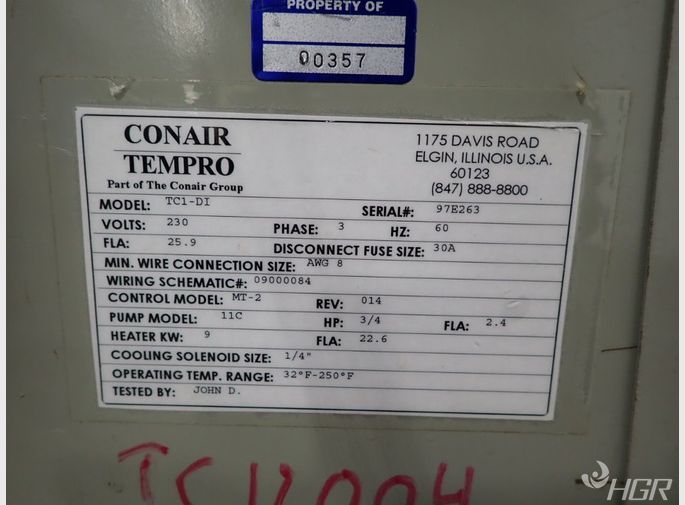 PROPERTY OF
00357
CONAIR
TEMPRO
Part of The Conair Group
1175 DAVIS ROAD
ELGIN, ILLINOIS U.S.A.
60123
(847) 888-8800
MODEL: TC1-DI SERIAL#: 97E263
VOLTS: 230 PHASE: 3 HZ: 60
FLA: 25.9 DISCONNECT FUSE SIZE: 30A
MIN. WIRE CONNECTION SIZE: AWG 8
WIRING SCHEMATIC#: 09000084
CONTROL MODEL: MT-2 REV: 014
PUMP MODEL: 11C HP: 3/4 FLA: 2.4
HEATER KW: 9 FLA: 22.6
COOLING SOLENOID SIZE: 1/4"
OPERATING TEMP. RANGE: 32°F-250°F
TESTED BY: JOHN D.
HGR